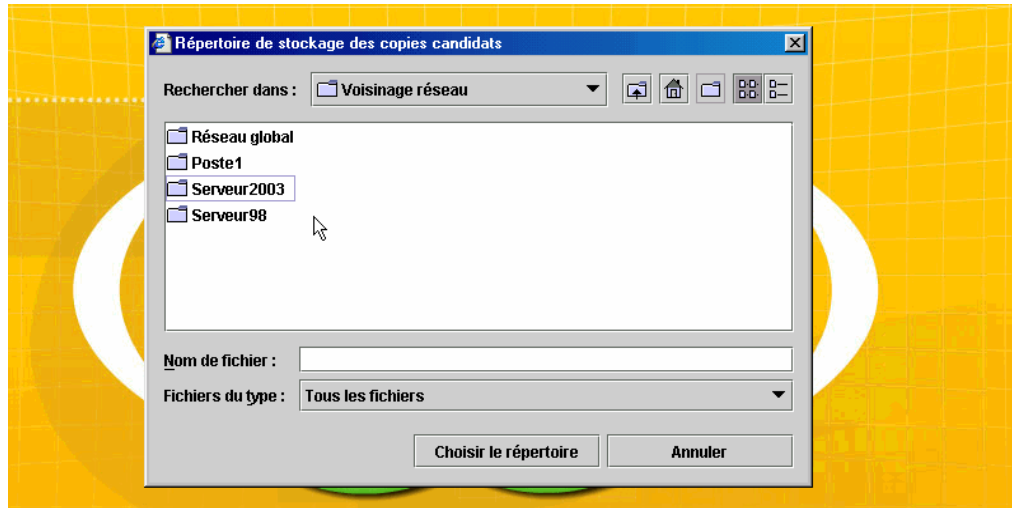 Répertoire de stockage des copies candidats
Rechercher dans : Voisinage réseau
Réseau global
Poste1
Serveur2003
Serveur98
Nom de fichier :
Fichiers du type : Tous les fichiers
Choisir le répertoire Annuler